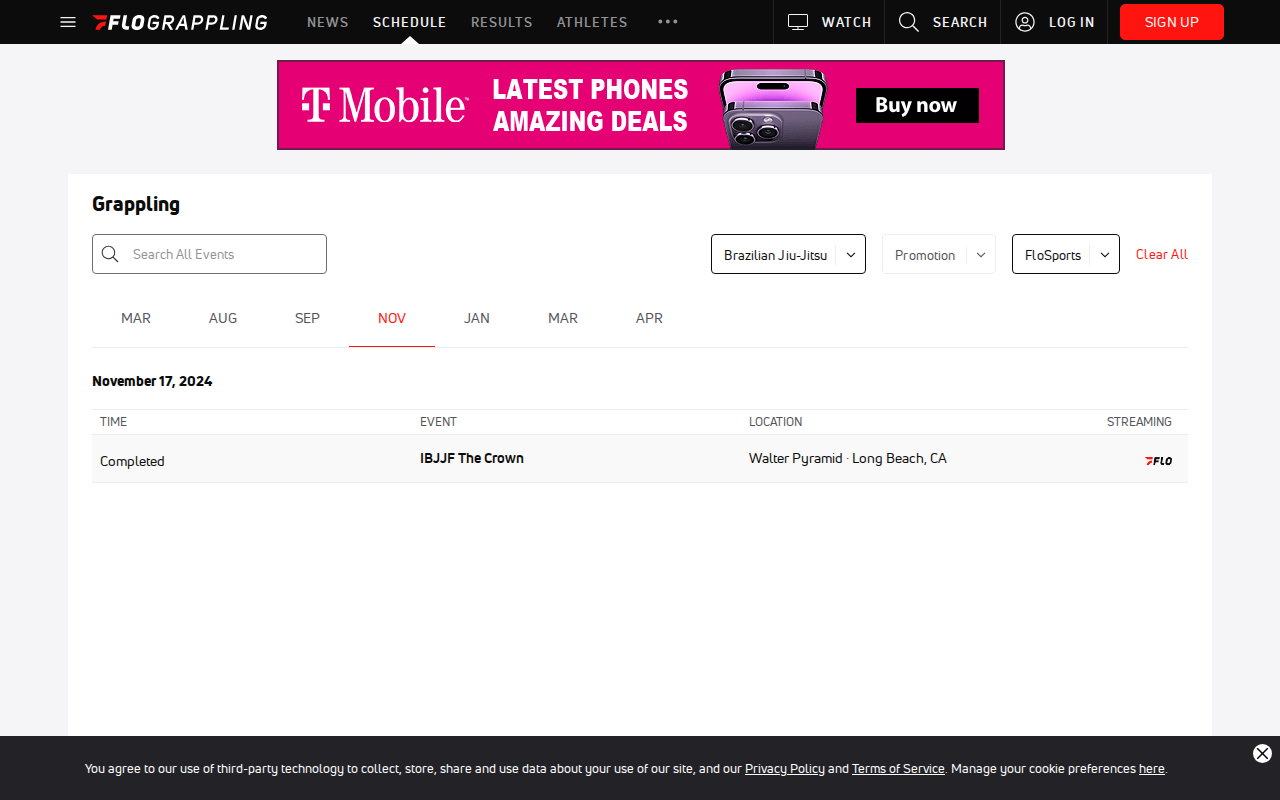 FLOGRAPPLING NEWS SCHEDULE RESULTS ATHLETES WATCH SEARCH LOG IN SIGN UP
T Mobile LATEST PHONES AMAZING DEALS Buy now
Grappling
Search All Events Brazilian Jiu-Jitsu Promotion FloSports Clear All
MAR AUG SEP NOV JAN MAR APR
November 17, 2024
TIME EVENT LOCATION STREAMING
Completed IBJJF The Crown Walter Pyramid · Long Beach, CA FLO
You agree to our use of third-party technology to collect, store, share and use data about your use of our site, and our Privacy Policy and Terms of Service. Manage your cookie preferences here.